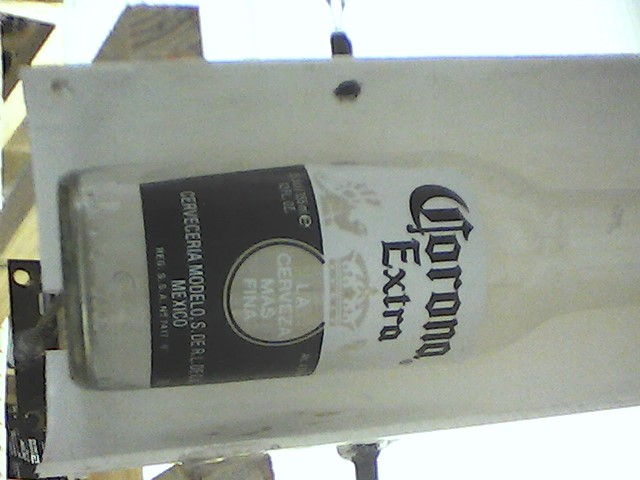 Corona
Extra
LA
CERVEZA
MAS
FINA
CERVECERIA MODELO, S. DE R.L. DE C.V.
MEXICO